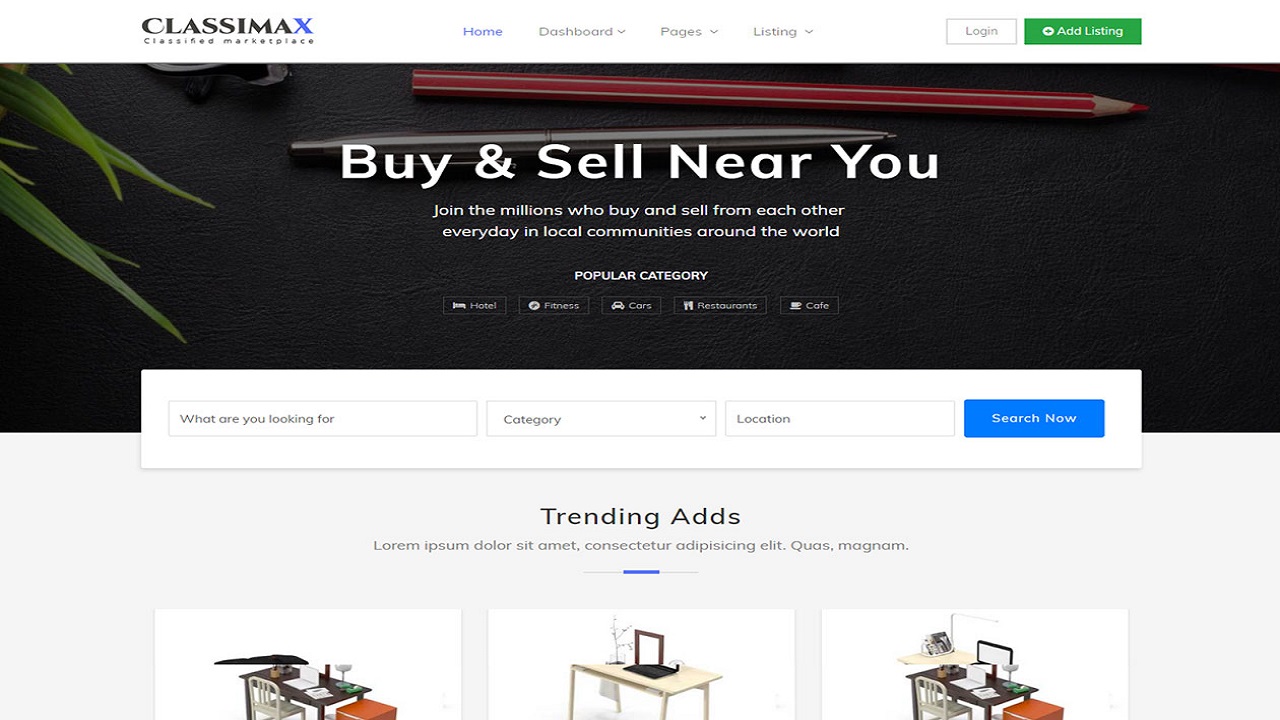 CLASSIMAX
Classified marketplace
Home
Dashboard
Pages
Listing
Login
Add Listing
Buy & Sell Near You
Join the millions who buy and sell from each other
everyday in local communities around the world
POPULAR CATEGORY
Hotel
Fitness
Cars
Restaurants
Cafe
What are you looking for
Category
Location
Search Now
Trending Adds
Lorem ipsum dolor sit amet, consectetur adipisicing elit. Quas, magnam.